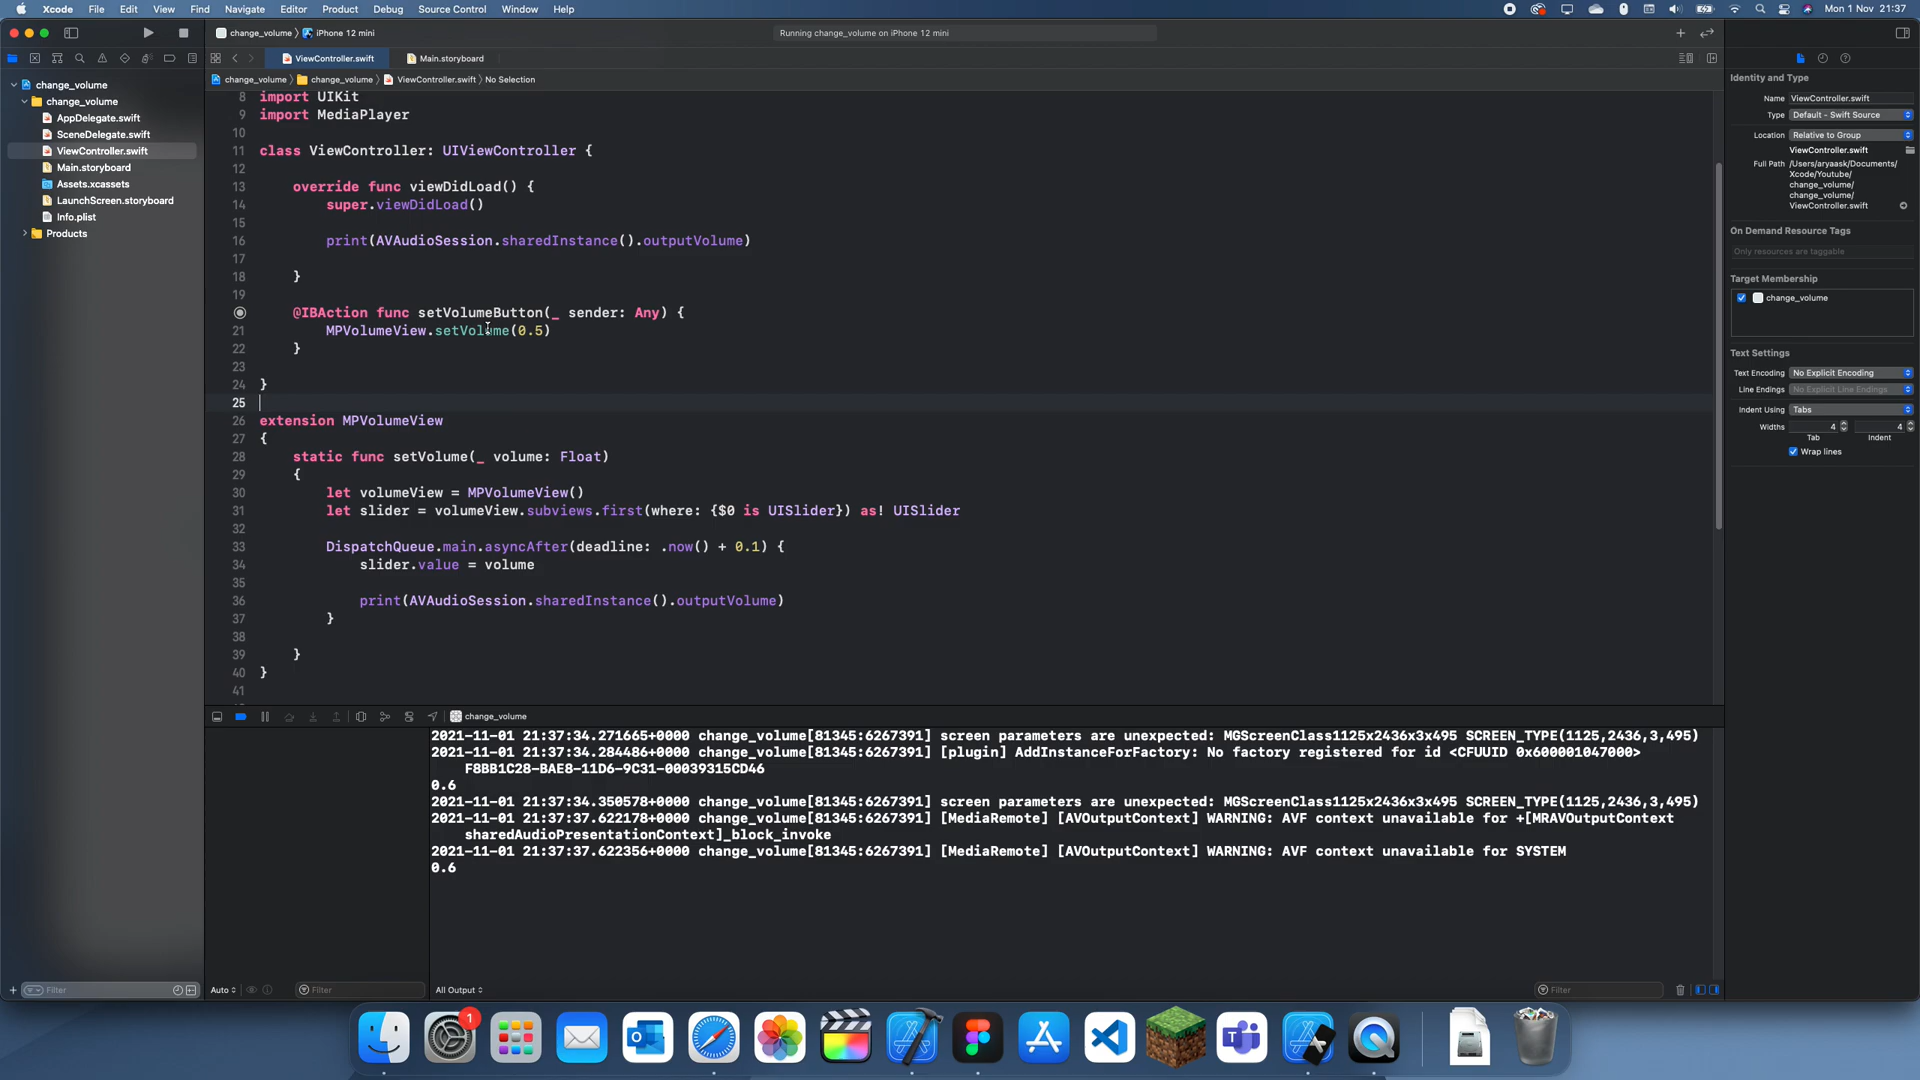 Xcode File Edit View Find Navigate Editor Product Debug Source Control Window Help Mon 1 Nov 21:37
change_volume iPhone 12 mini Running change_volume on iPhone 12 mini
ViewController.swift Main.storyboard
change_volume change_volume ViewController.swift No Selection
change_volume
change_volume
AppDelegate.swift
SceneDelegate.swift
ViewController.swift
Main.storyboard
Assets.xcassets
LaunchScreen.storyboard
Info.plist
Products
Filter
8 import UIKit
9 import MediaPlayer
10
11 class ViewController: UIViewController {
12
13 override func viewDidLoad() {
14 super.viewDidLoad()
15
16 print(AVAudioSession.sharedInstance().outputVolume)
17
18 }
19
@IBAction func setVolumeButton(_ sender: Any) {
21 MPVolumeView.setVolume(0.5)
22 }
23
24 }
25
26 extension MPVolumeView
27 {
28 static func setVolume(_ volume: Float)
29 {
30 let volumeView = MPVolumeView()
31 let slider = volumeView.subviews.first(where: {$0 is UISlider}) as! UISlider
32
33 DispatchQueue.main.asyncAfter(deadline: .now() + 0.1) {
34 slider.value = volume
35
36 print(AVAudioSession.sharedInstance().outputVolume)
37 }
38
39 }
40 }
41
change_volume
2021-11-01 21:37:34.271665+0000 change_volume[81345:6267391] screen parameters are unexpected: MGScreenClass1125x2436x3x495 SCREEN_TYPE(1125,2436,3,495)
2021-11-01 21:37:34.284486+0000 change_volume[81345:6267391] [plugin] AddInstanceForFactory: No factory registered for id <CFUUID 0x600001047000>
F8BB1C28-BAE8-11D6-9C31-00039315CD46
0.6
2021-11-01 21:37:34.350578+0000 change_volume[81345:6267391] screen parameters are unexpected: MGScreenClass1125x2436x3x495 SCREEN_TYPE(1125,2436,3,495)
2021-11-01 21:37:37.622178+0000 change_volume[81345:6267391] [MediaRemote] [AVOutputContext] WARNING: AVF context unavailable for +[MRAVOutputContext
sharedAudioPresentationContext]_block_invoke
2021-11-01 21:37:37.622356+0000 change_volume[81345:6267391] [MediaRemote] [AVOutputContext] WARNING: AVF context unavailable for SYSTEM
0.6
Auto Filter All Output Filter
Identity and Type
Name ViewController.swift
Type Default - Swift Source
Location Relative to Group
ViewController.swift
Full Path /Users/aryaask/Documents/
Xcode/Youtube/
change_volume/
change_volume/
ViewController.swift
On Demand Resource Tags
Only resources are taggable
Target Membership
change_volume
Text Settings
Text Encoding No Explicit Encoding
Line Endings No Explicit Line Endings
Indent Using Tabs
Widths 4 4
Tab Indent
Wrap lines
1